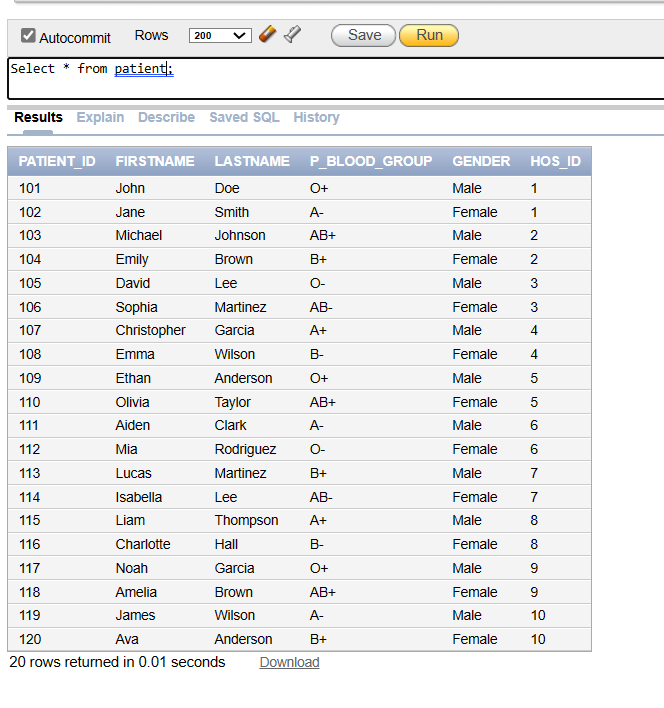 Autocommit Rows 200 Save Run
Select * from patient;
Results Explain Describe Saved SQL History
PATIENT_ID FIRSTNAME LASTNAME P_BLOOD_GROUP GENDER HOS_ID
101 John Doe O+ Male 1
102 Jane Smith A- Female 1
103 Michael Johnson AB+ Male 2
104 Emily Brown B+ Female 2
105 David Lee O- Male 3
106 Sophia Martinez AB- Female 3
107 Christopher Garcia A+ Male 4
108 Emma Wilson B- Female 4
109 Ethan Anderson O+ Male 5
110 Olivia Taylor AB+ Female 5
111 Aiden Clark A- Male 6
112 Mia Rodriguez O- Female 6
113 Lucas Martinez B+ Male 7
114 Isabella Lee AB- Female 7
115 Liam Thompson A+ Male 8
116 Charlotte Hall B- Female 8
117 Noah Garcia O+ Male 9
118 Amelia Brown AB+ Female 9
119 James Wilson A- Male 10
120 Ava Anderson B+ Female 10
20 rows returned in 0.01 seconds Download